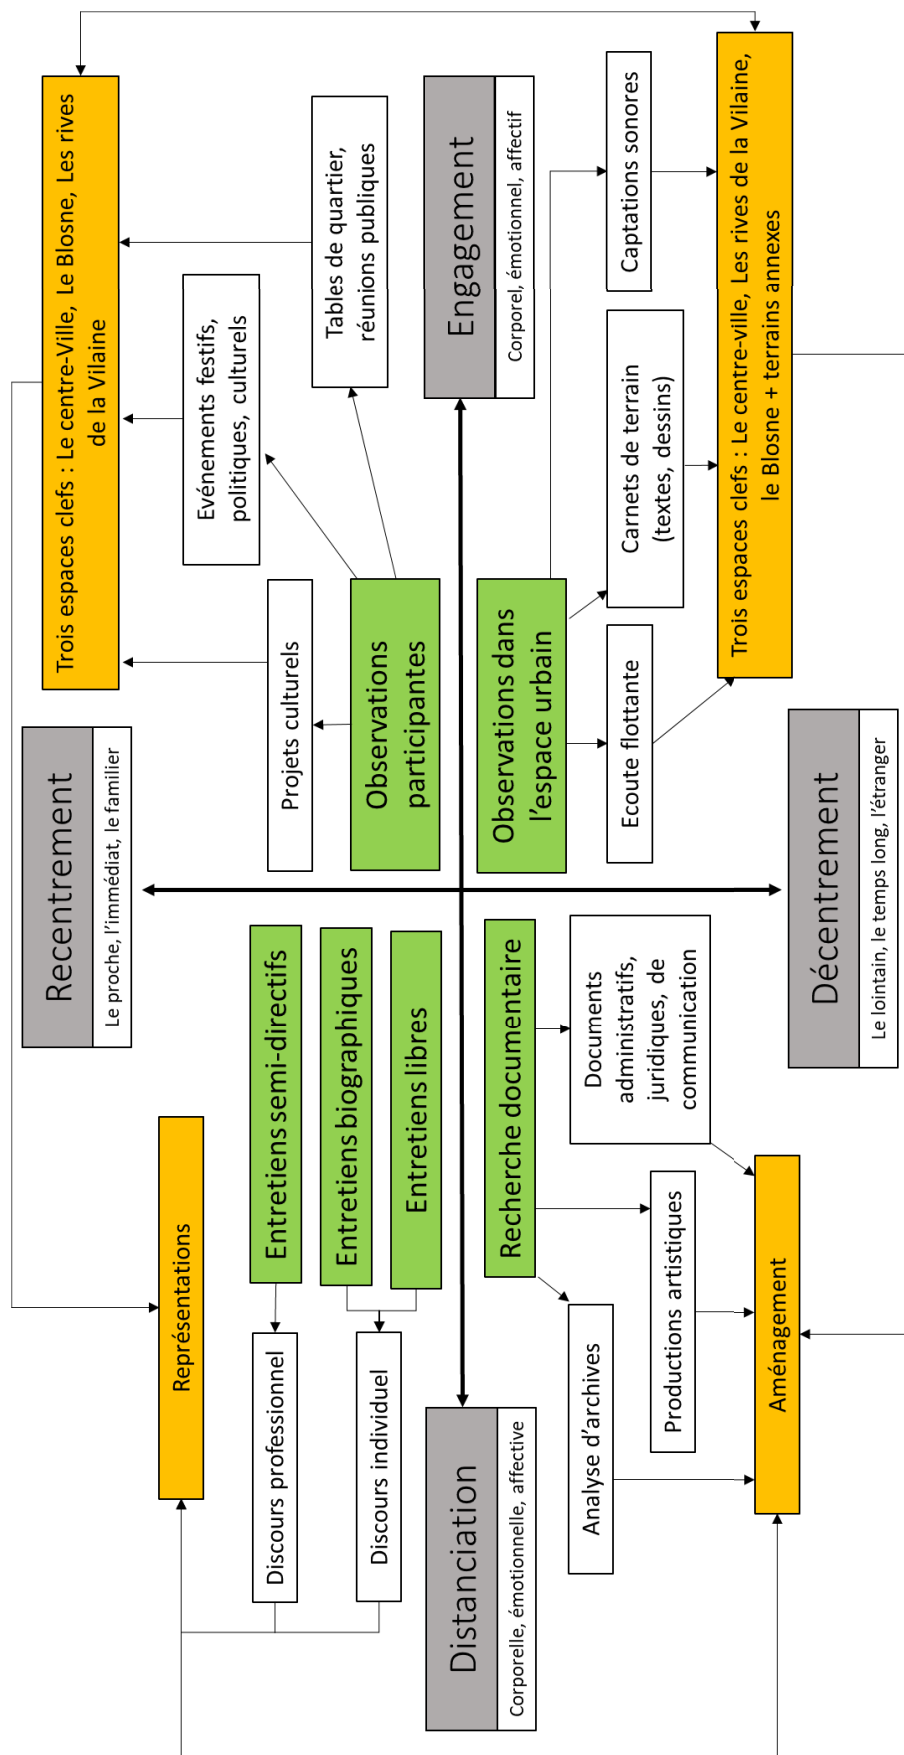 Recentrement
Le proche, l'immédiat, le familier
Trois espaces clefs : Le centre-Ville, Le Blosne, Les rives
de la Vilaine
Représentations
Evénements festifs,
politiques, culturels
Discours professionnel
Entretiens semi-directifs
Projets culturels
Tables de quartier,
réunions publiques
Discours individuel
Entretiens biographiques
Entretiens libres
Observations
participantes
Distanciation
Corporelle, émotionnelle, affective
Engagement
Corporel, émotionnel, affectif
Recherche documentaire
Observations dans
l'espace urbain
Analyse d'archives
Documents
administratifs,
juridiques, de
communication
Ecoute flottante
Carnets de terrain
(textes, dessins)
Captations sonores
Productions artistiques
Aménagement
Trois espaces clefs : Le centre-ville, Les rives de la Vilaine,
le Blosne + terrains annexes
Décentrement
Le lointain, le temps long, l'étranger